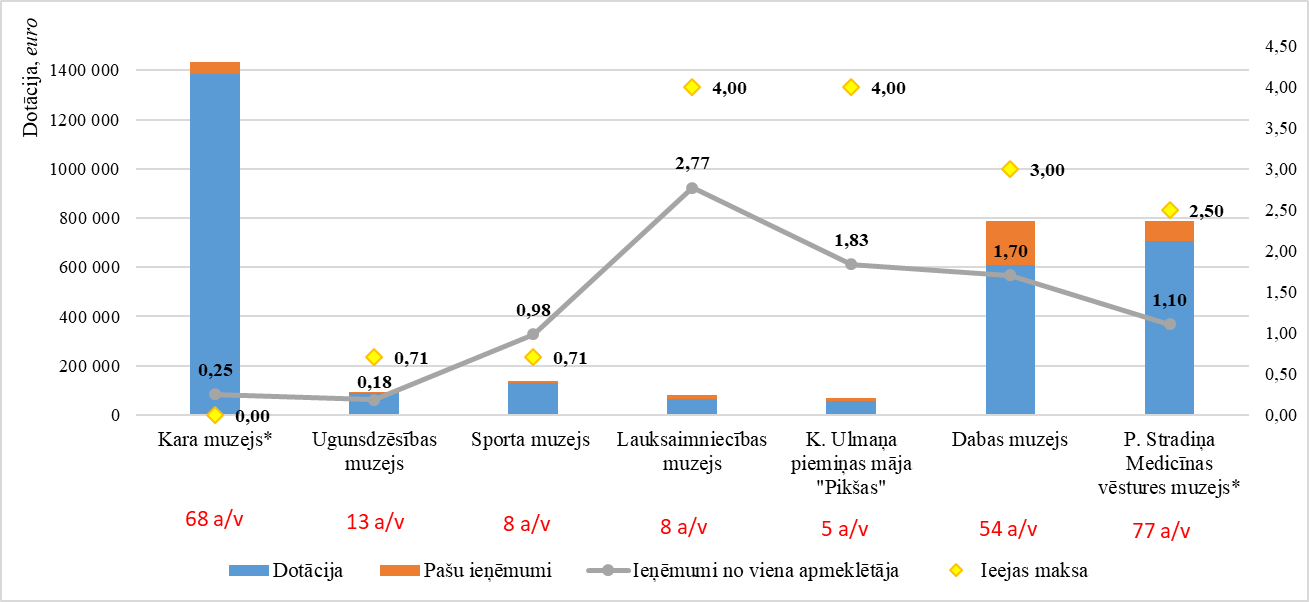 Dotācija, euro
1400 000
1200 000
1000 000
800 000
600 000
400 000
200 000
0
4,50
4,00
3,50
3,00
2,50
2,00
1,50
1,00
0,50
0,00
0,25
0,18
0,98
2,77
1,83
1,70
1,10
0,00
0,71
0,71
4,00
4,00
3,00
2,50
Kara muzejs*
Ugunsdzēsības
muzejs
Sporta muzejs
Lauksaimniecības
muzejs
K. Ulmaņa
piemiņas māja
"Pikšas"
Dabas muzejs
P. Stradiņa
Medicīnas
vēstures muzejs*
68 a/v
13 a/v
8 a/v
8 a/v
5 a/v
54 a/v
77 a/v
Dotācija
Pašu ieņēmumi
Ieņēmumi no viena apmeklētāja
Ieejas maksa